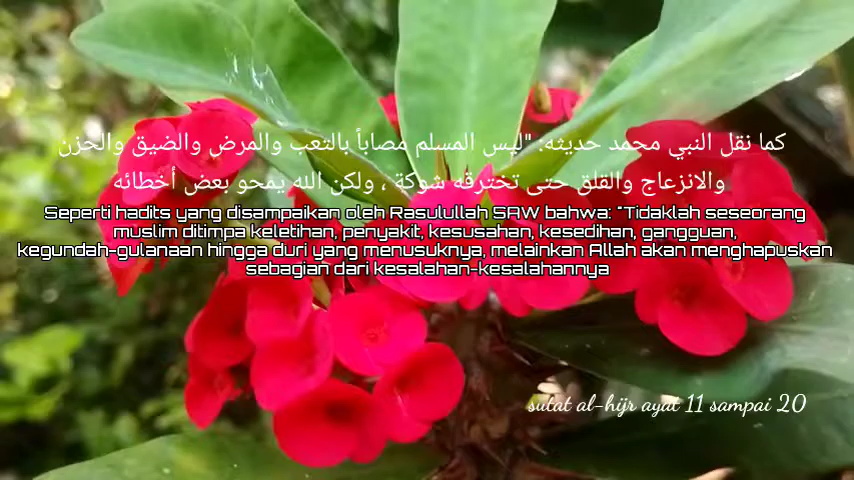 كما نقل النبي محمد حديثه: "ليس المسلم مصاباً بالتعب والمرض والضيق والحزن
والانزعاج والقلق حتى تخترقه شوكة ، ولكن الله يمحو بعض أخطائه
Seperti hadits yang disampaikan oleh Rasulullah SAW bahwa: "Tidaklah seseorang
muslim ditimpa keletihan, penyakit, kesusahan, kesedihan, gangguan,
kegundah-gulanaan hingga duri yang menusuknya, melainkan Allah akan menghapuskan
sebagian dari kesalahan-kesalahannya
sutat al-hijr ayat 11 sampai 20